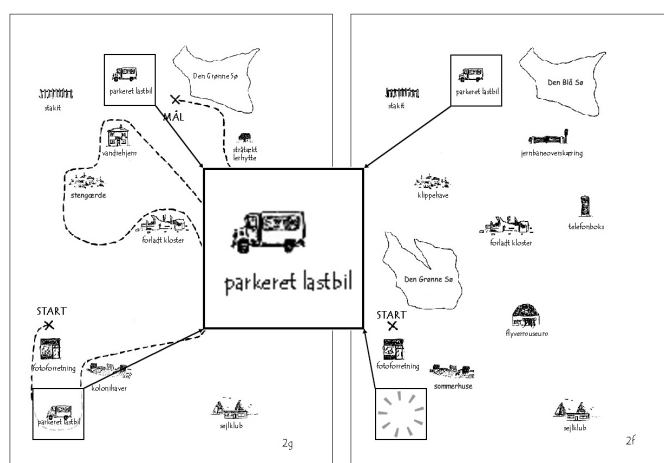 Den Grønne Sø
parkeret lastbil
stakit
MÅL
vandrehjem
stråtækt
lerhytte
stengærde
forladt kloster
START
fotoforretning
kolonihaver
parkeret lastbil
sejlklub
2g
parkeret lastbil
parkeret lastbil
Den Blå Sø
stakit
jernbaneoverskæring
klippehave
telefonboks
forladt kloster
Den Grønne Sø
START
flyvermuseum
fotoforretning
sommerhuse
sejlklub
2f